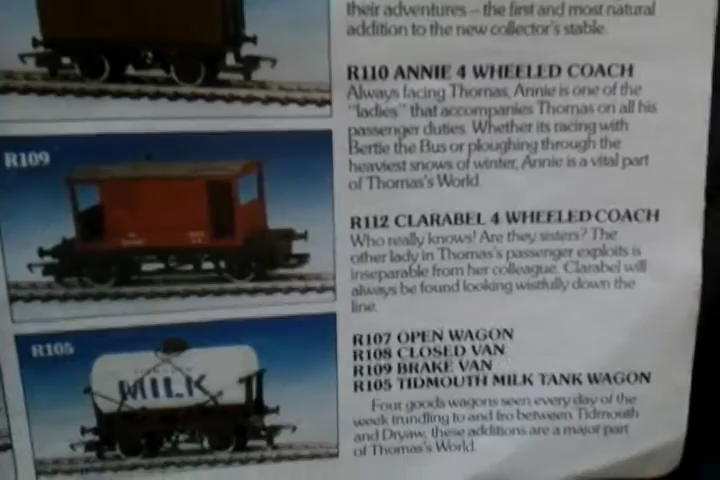 their adventures – the first and most natural
addition to the new collector's stable.
R110 ANNIE 4 WHEELED COACH
Always facing Thomas, Annie is one of the
"ladies" that accompanies Thomas on all his
passenger duties. Whether its racing with
Bertie the Bus or ploughing through the
heaviest snows of winter, Annie is a vital part
of Thomas's World.
R112 CLARABEL 4 WHEELED COACH
Who really knows! Are they sisters? The
other lady in Thomas's passenger exploits is
inseparable from her colleague. Clarabel will
always be found looking wistfully down the
line.
R107 OPEN WAGON
R108 CLOSED VAN
R109 BRAKE VAN
R105 TIDMOUTH MILK TANK WAGON
Four goods wagons seen every day of the
week trundling to and fro between Tidmouth
and Dryaw, these additions are a major part
of Thomas's World.
R109
R105
MILK